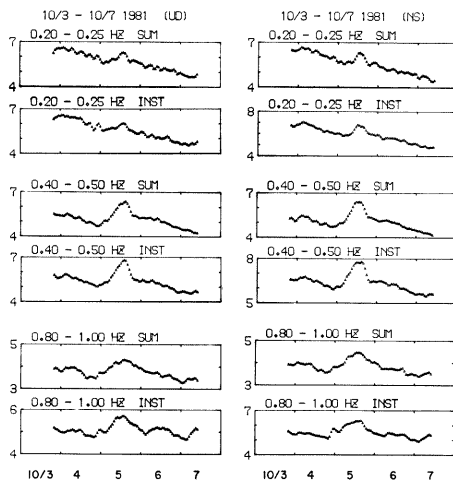 10/3 - 10/7 1981 (UD)
0.20 - 0.25 HZ SUM
7
4
0.20 - 0.25 HZ INST
7
4
0.40 - 0.50 HZ SUM
7
4
0.40 - 0.50 HZ INST
7
4
0.80 - 1.00 HZ SUM
5
3
0.80 - 1.00 HZ INST
6
4
10/3 4 5 6 7
10/3 - 10/7 1981 (NS)
0.20 - 0.25 HZ SUM
7
4
0.20 - 0.25 HZ INST
8
4
0.40 - 0.50 HZ SUM
7
4
0.40 - 0.50 HZ INST
8
5
0.80 - 1.00 HZ SUM
5
3
0.80 - 1.00 HZ INST
7
4
10/3 4 5 6 7